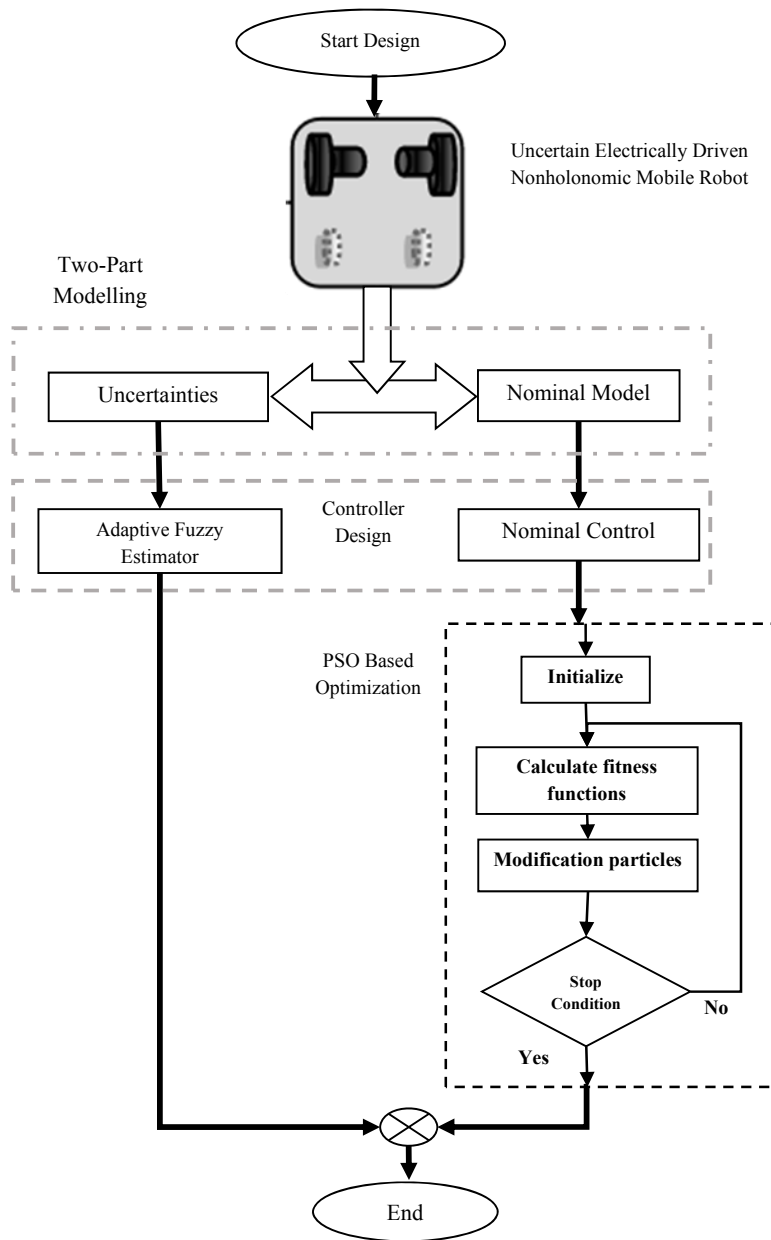 Start Design
Uncertain Electrically Driven
Nonholonomic Mobile Robot
Two-Part
Modelling
Uncertainties
Nominal Model
Adaptive Fuzzy
Estimator
Controller
Design
Nominal Control
PSO Based
Optimization
Initialize
Calculate fitness
functions
Modification particles
Stop
Condition
No
Yes
End